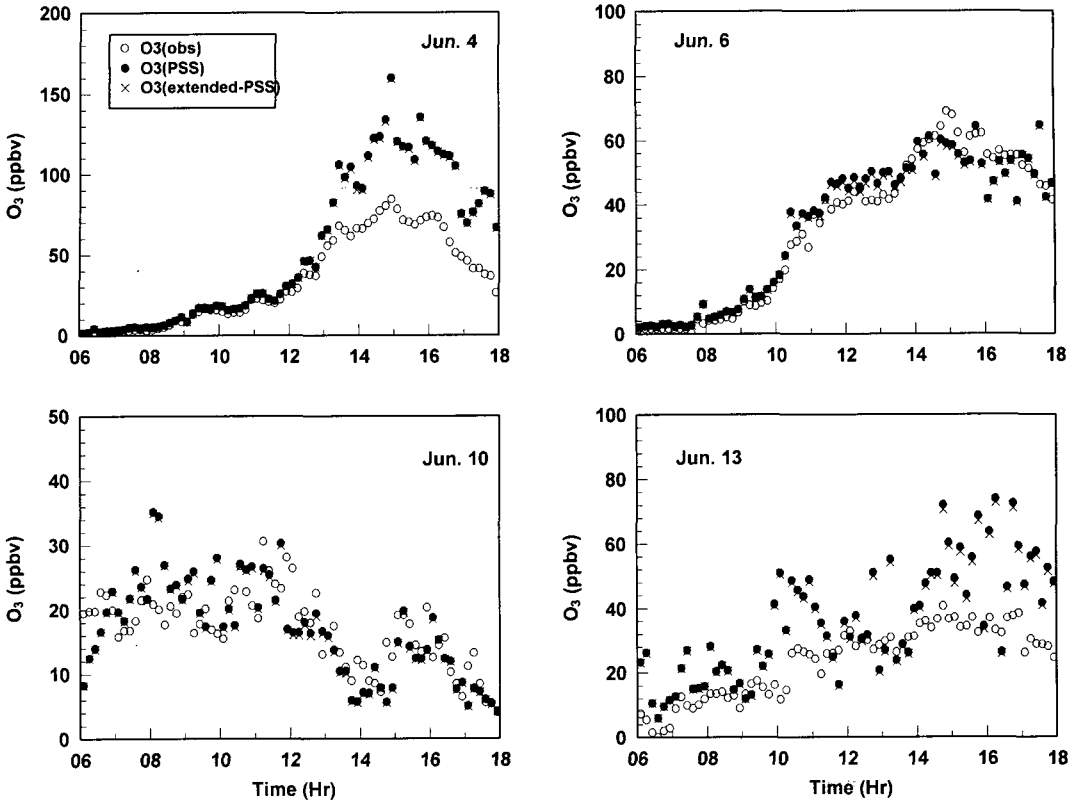 Jun. 4
O3(obs)
O3(PSS)
O3(extended-PSS)
O₃ (ppbv)
200
150
100
50
0
06 08 10 12 14 16 18
Jun. 6
O₃ (ppbv)
100
80
60
40
20
0
06 08 10 12 14 16 18
Jun. 10
O₃ (ppbv)
50
40
30
20
10
0
06 08 10 12 14 16 18
Time (Hr)
Jun. 13
O₃ (ppbv)
100
80
60
40
20
0
06 08 10 12 14 16 18
Time (Hr)